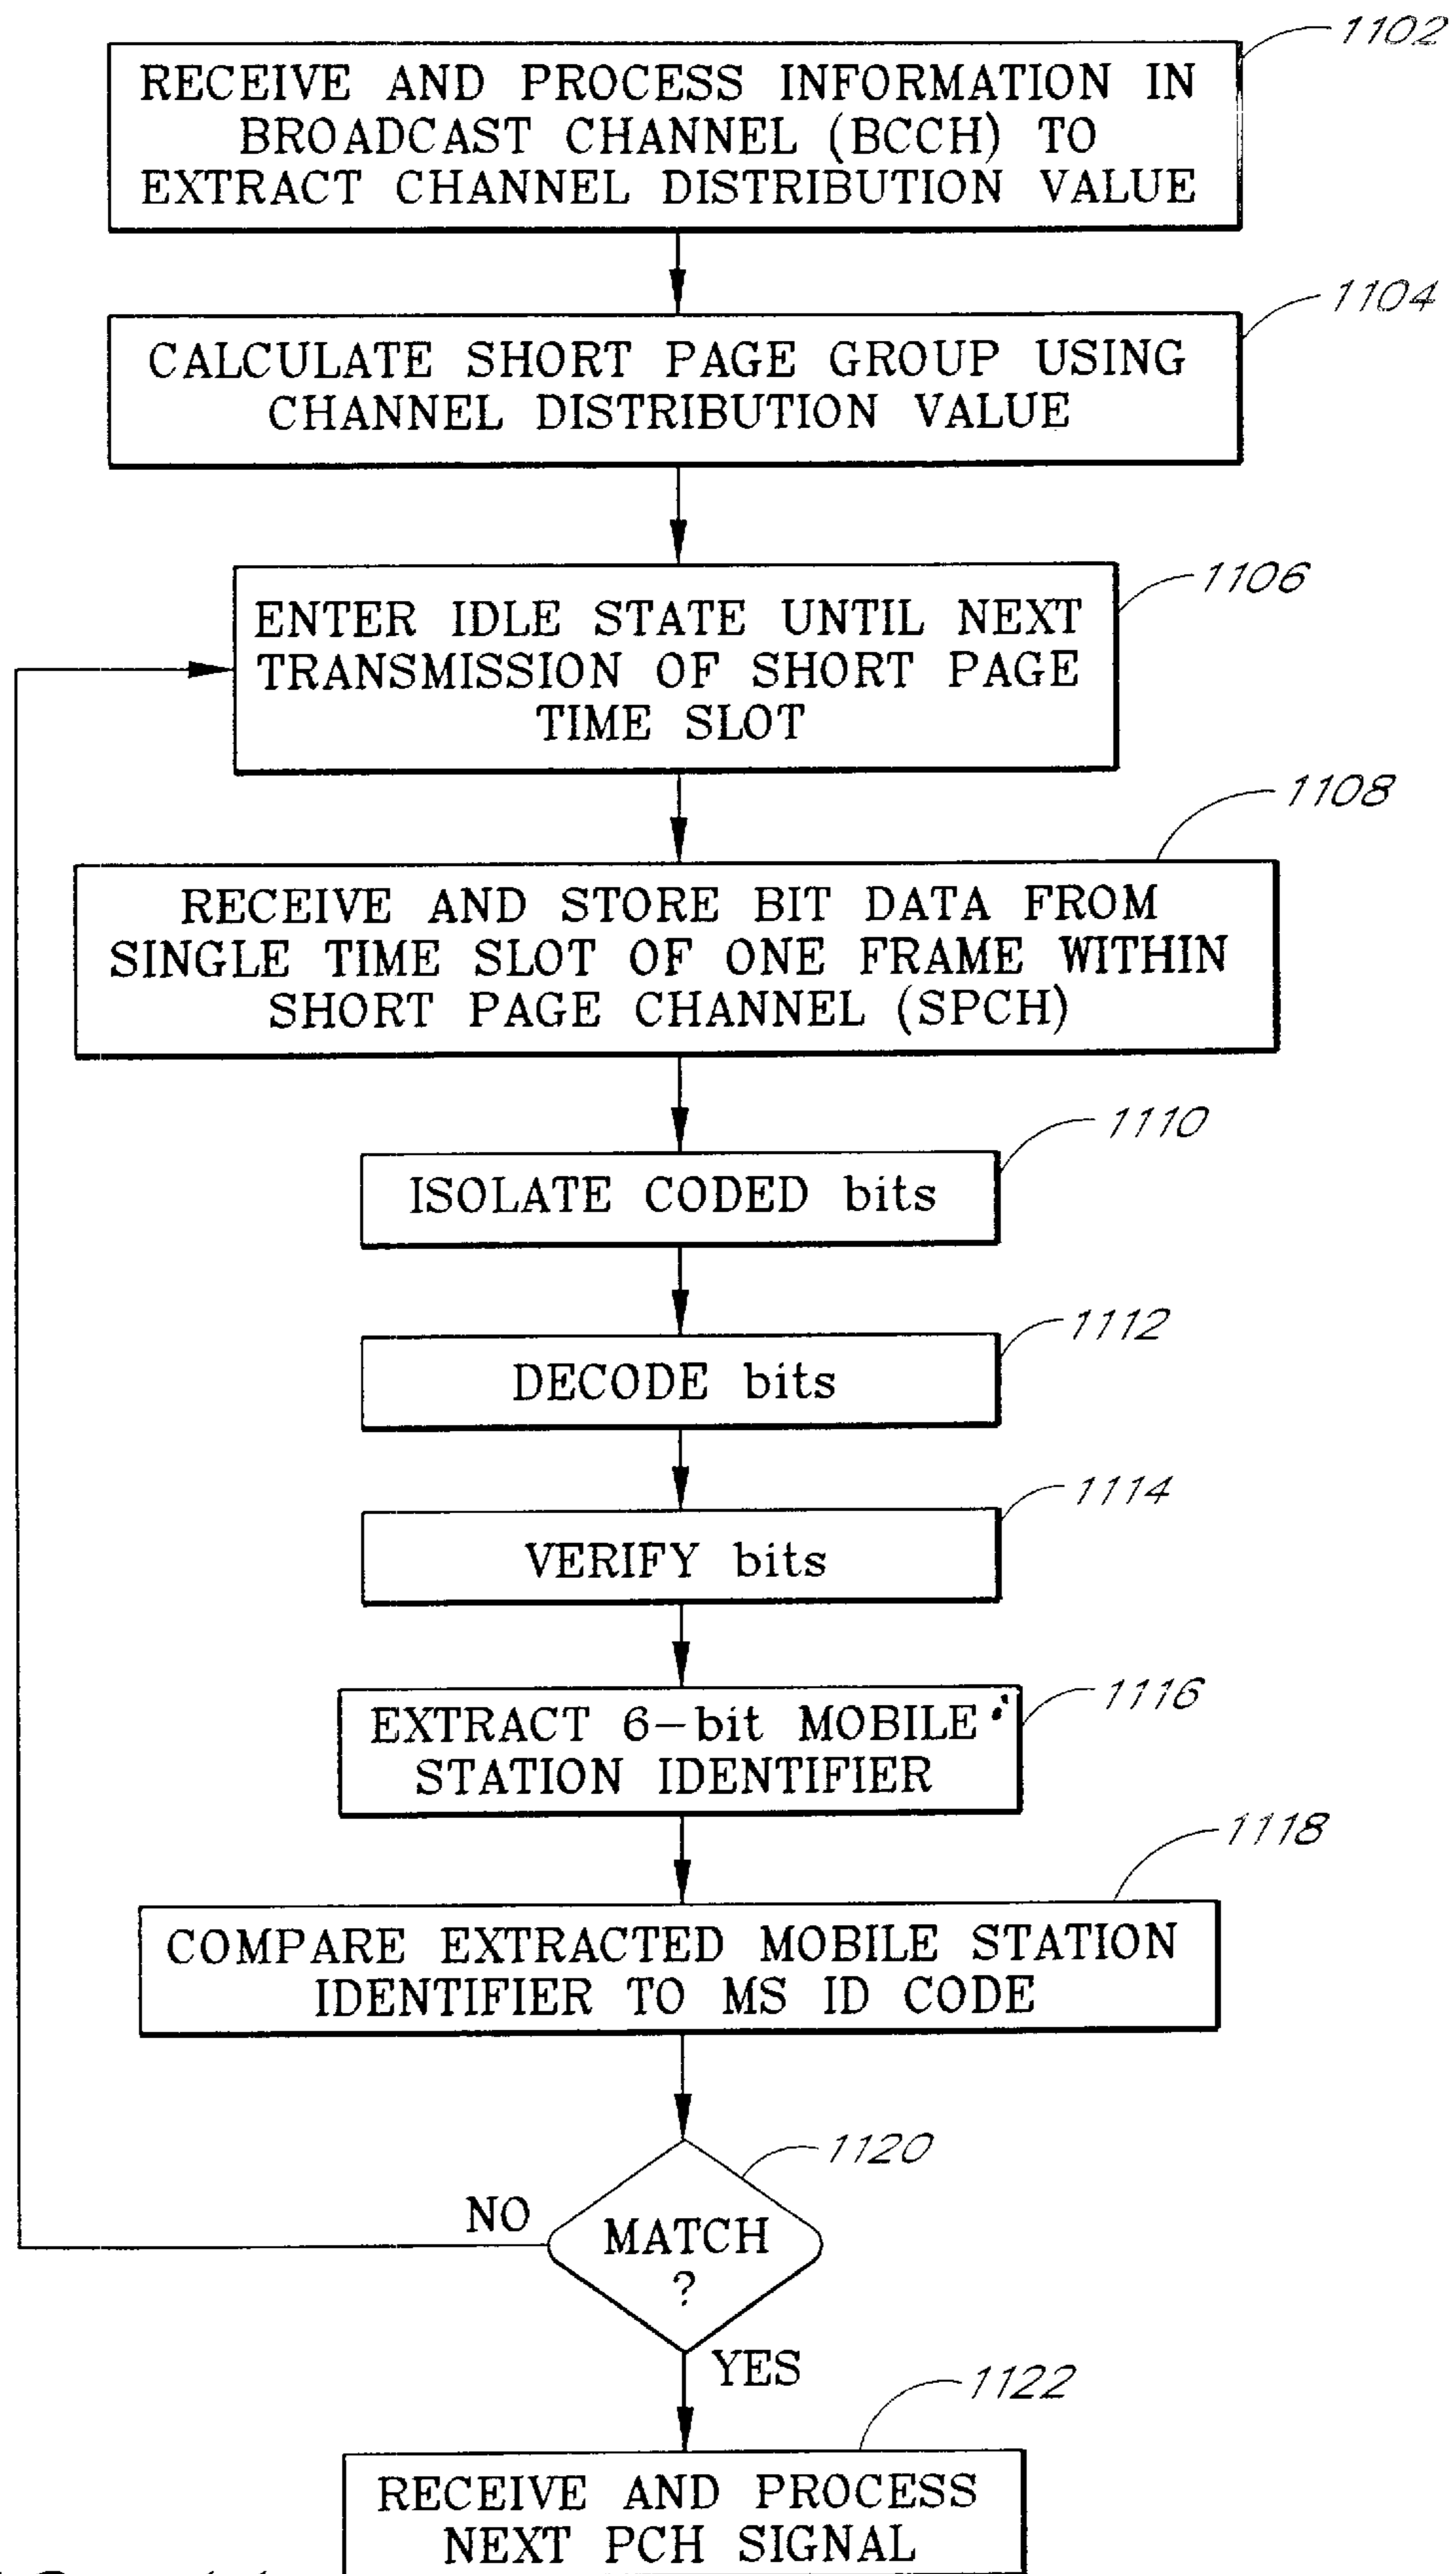 1102
RECEIVE AND PROCESS INFORMATION IN
BROADCAST CHANNEL (BCCH) TO
EXTRACT CHANNEL DISTRIBUTION VALUE
1104
CALCULATE SHORT PAGE GROUP USING
CHANNEL DISTRIBUTION VALUE
1106
ENTER IDLE STATE UNTIL NEXT
TRANSMISSION OF SHORT PAGE
TIME SLOT
1108
RECEIVE AND STORE BIT DATA FROM
SINGLE TIME SLOT OF ONE FRAME WITHIN
SHORT PAGE CHANNEL (SPCH)
1110
ISOLATE CODED bits
1112
DECODE bits
1114
VERIFY bits
1116
EXTRACT 6-bit MOBILE
STATION IDENTIFIER
1118
COMPARE EXTRACTED MOBILE STATION
IDENTIFIER TO MS ID CODE
1120
NO
MATCH
?
YES
1122
RECEIVE AND PROCESS
NEXT PCH SIGNAL